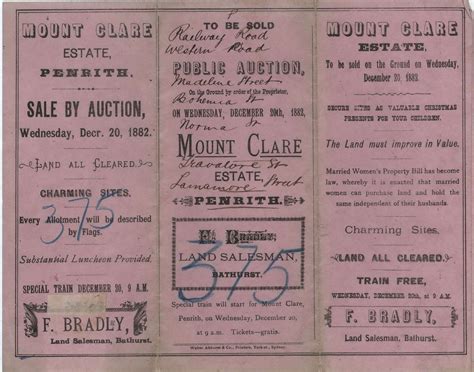 MOUNT CLARE
ESTATE,
PENRITH.
SALE BY AUCTION,
Wednesday, Decr. 20, 1882.
LAND ALL CLEARED.
CHARMING SITES.
Every Allotment will be described
by Flags.
375
Substantial Luncheon Provided.
SPECIAL TRAIN DECEMBER 20, 9 A.M.
F. BRADLY,
Land Salesman, Bathurst.
TO BE SOLD
Railway Road
Western Road
BY
PUBLIC AUCTION,
Madeline Street
On the Ground by order of the Proprietor,
Bohemia St
ON WEDNESDAY, DECEMBER 20th, 1882,
Norma St
MOUNT CLARE
Travatore St
ESTATE,
Street
PENRITH.
F. BRADLY,
LAND SALESMAN,
BATHURST.
375
Special train will start for Mount Clare,
Penrith, on Wednesday, December 20,
at 9 a.m. Tickets—gratis.
MOUNT CLARE
ESTATE.
To be sold on the Ground on Wednesday,
December 20, 1882.
SECURE SITES AS VALUABLE CHRISTMAS
PRESENTS FOR YOUR CHILDREN.
The Land must improve in Value.
Married Women's Property Bill has become
law, whereby it is enacted that married
women can purchase land and hold the
same independent of their husbands.
Charming Sites.
LAND ALL CLEARED.
TRAIN FREE,
WEDNESDAY, DECEMBER 20th, at 9 A.M.
F. BRADLY,
Land Salesman, Bathurst.